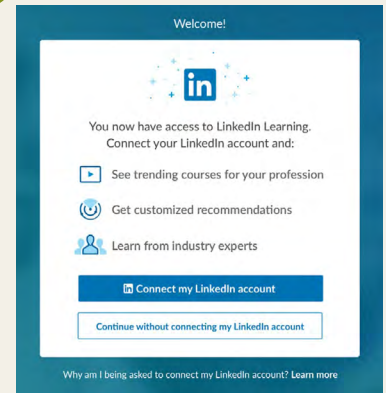 Welcome!
in
You now have access to LinkedIn Learning.
Connect your LinkedIn account and:
See trending courses for your profession
Get customized recommendations
Learn from industry experts
in Connect my LinkedIn account
Continue without connecting my LinkedIn account
Why am I being asked to connect my LinkedIn account? Learn more